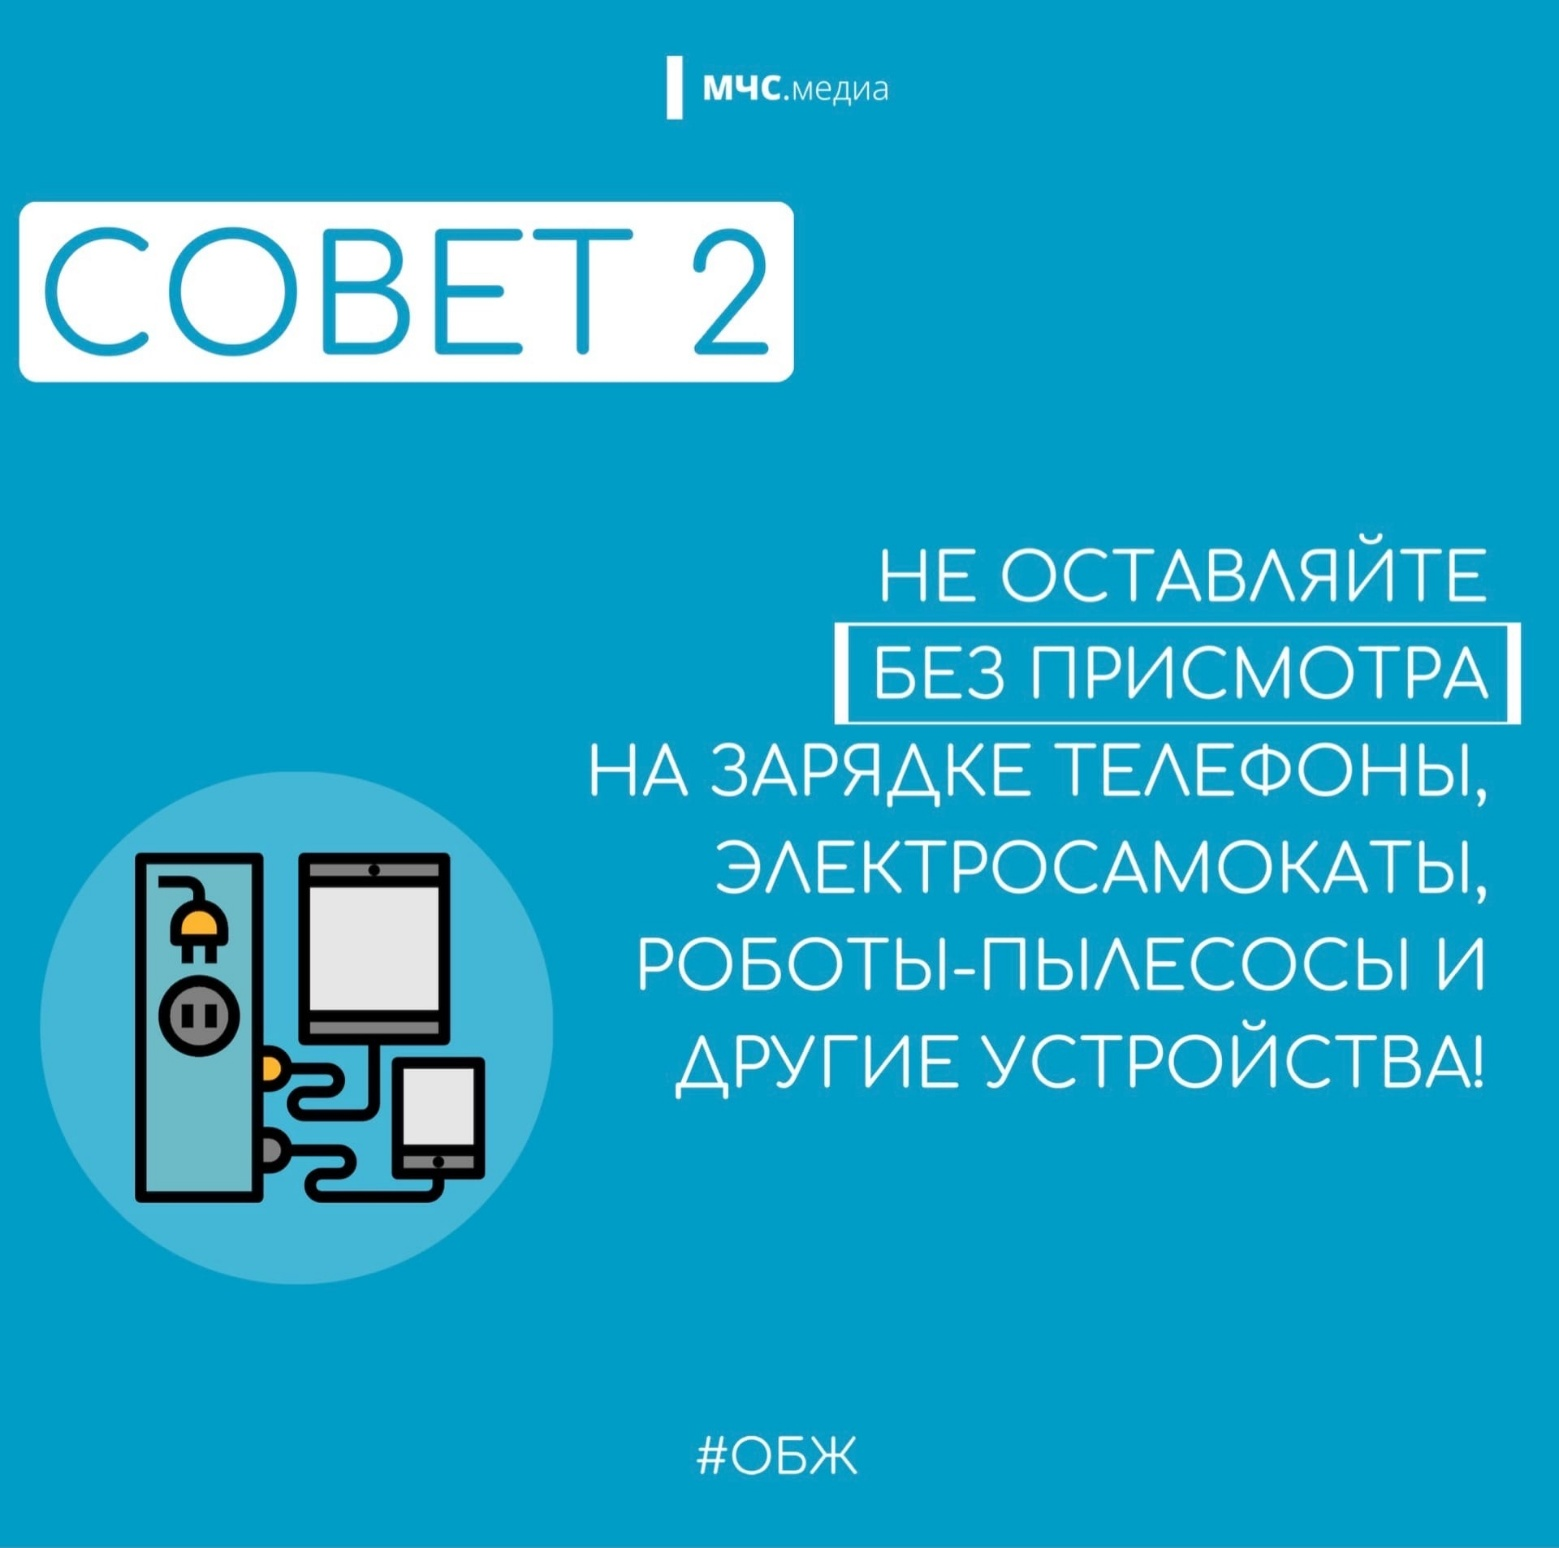 МЧС.медиа
СОВЕТ 2
НЕ ОСТАВЛЯЙТЕ
БЕЗ ПРИСМОТРА
НА ЗАРЯДКЕ ТЕЛЕФОНЫ,
ЭЛЕКТРОСАМОКАТЫ,
РОБОТЫ-ПЫЛЕСОСЫ И
ДРУГИЕ УСТРОЙСТВА!
#ОБЖ